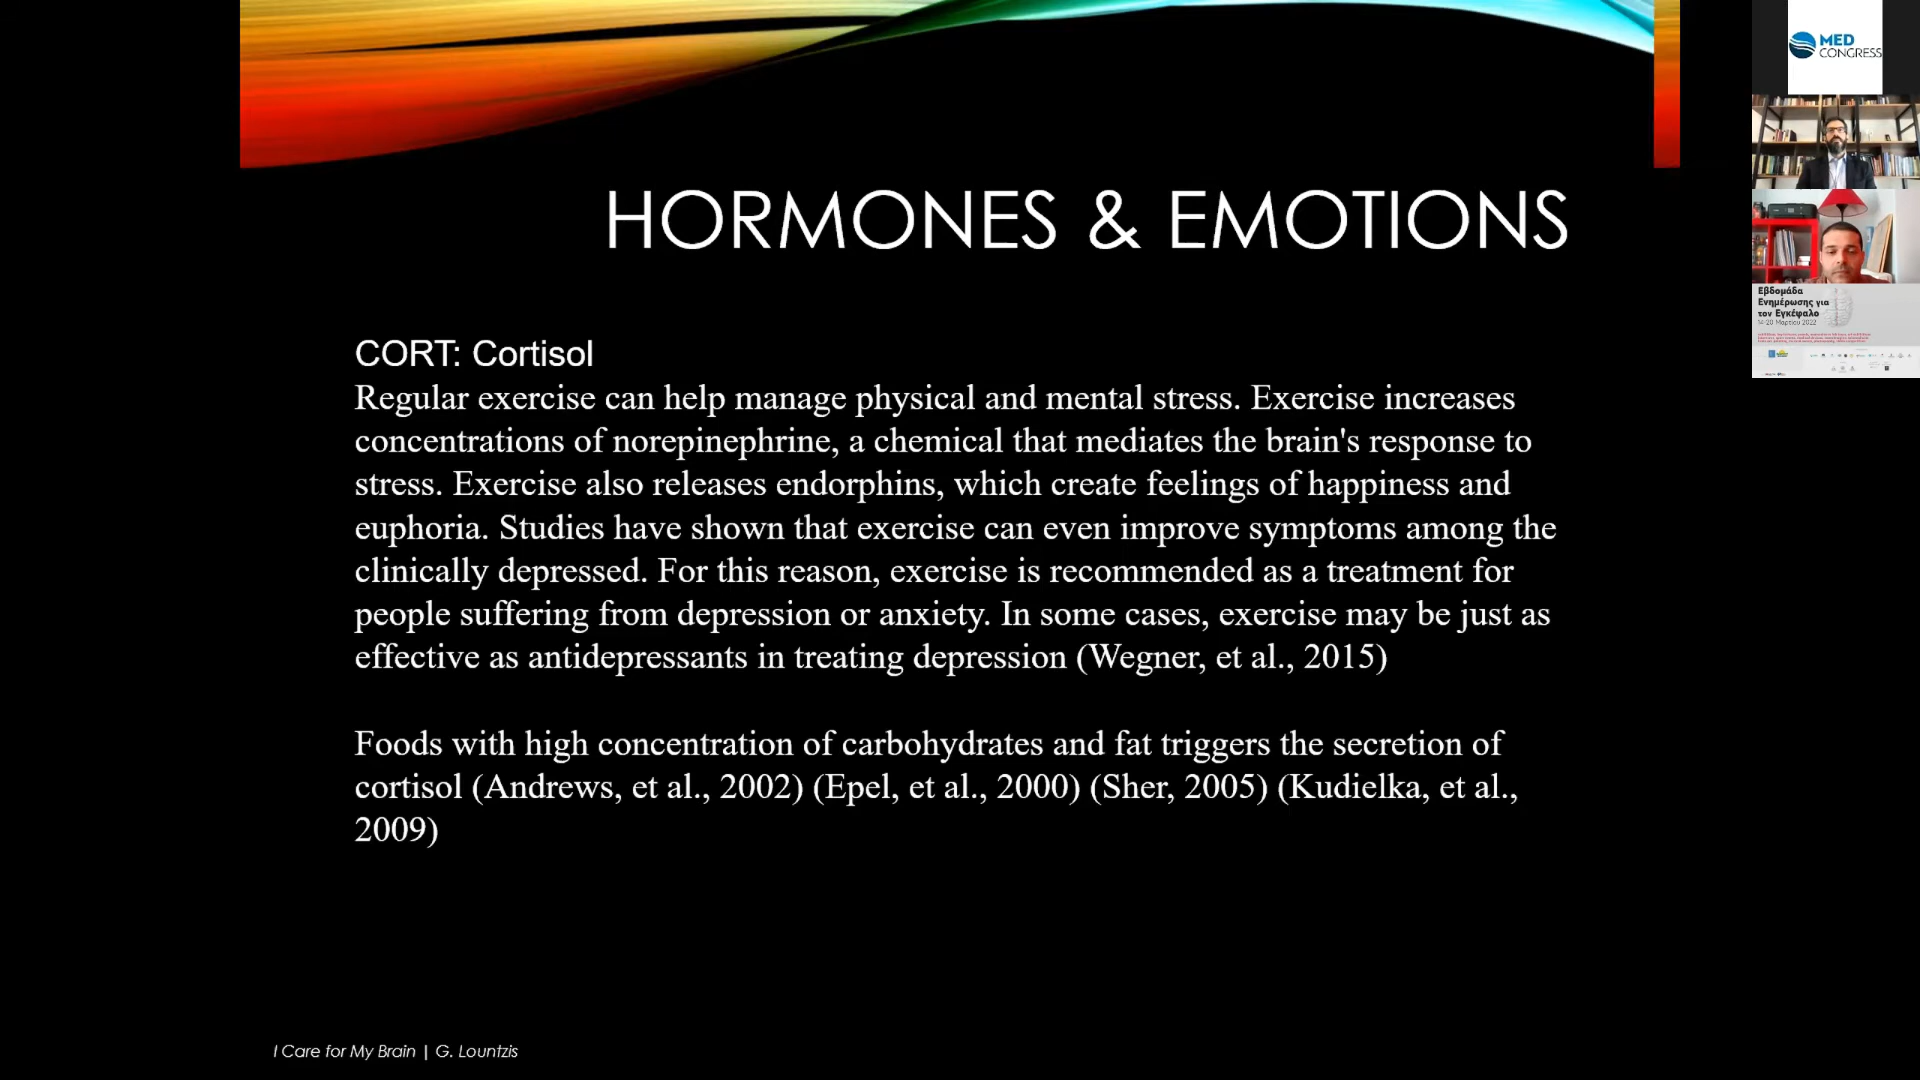 HORMONES & EMOTIONS
CORT: Cortisol
Regular exercise can help manage physical and mental stress. Exercise increases
concentrations of norepinephrine, a chemical that mediates the brain's response to
stress. Exercise also releases endorphins, which create feelings of happiness and
euphoria. Studies have shown that exercise can even improve symptoms among the
clinically depressed. For this reason, exercise is recommended as a treatment for
people suffering from depression or anxiety. In some cases, exercise may be just as
effective as antidepressants in treating depression (Wegner, et al., 2015)
Foods with high concentration of carbohydrates and fat triggers the secretion of
cortisol (Andrews, et al., 2002) (Epel, et al., 2000) (Sher, 2005) (Kudielka, et al.,
2009)
I Care for My Brain | G. Lountzis
MED
CONGRESS
Εβδομάδα
Ενημέρωσης για
τον Εγκέφαλο
14-20 Μαρτίου 2022